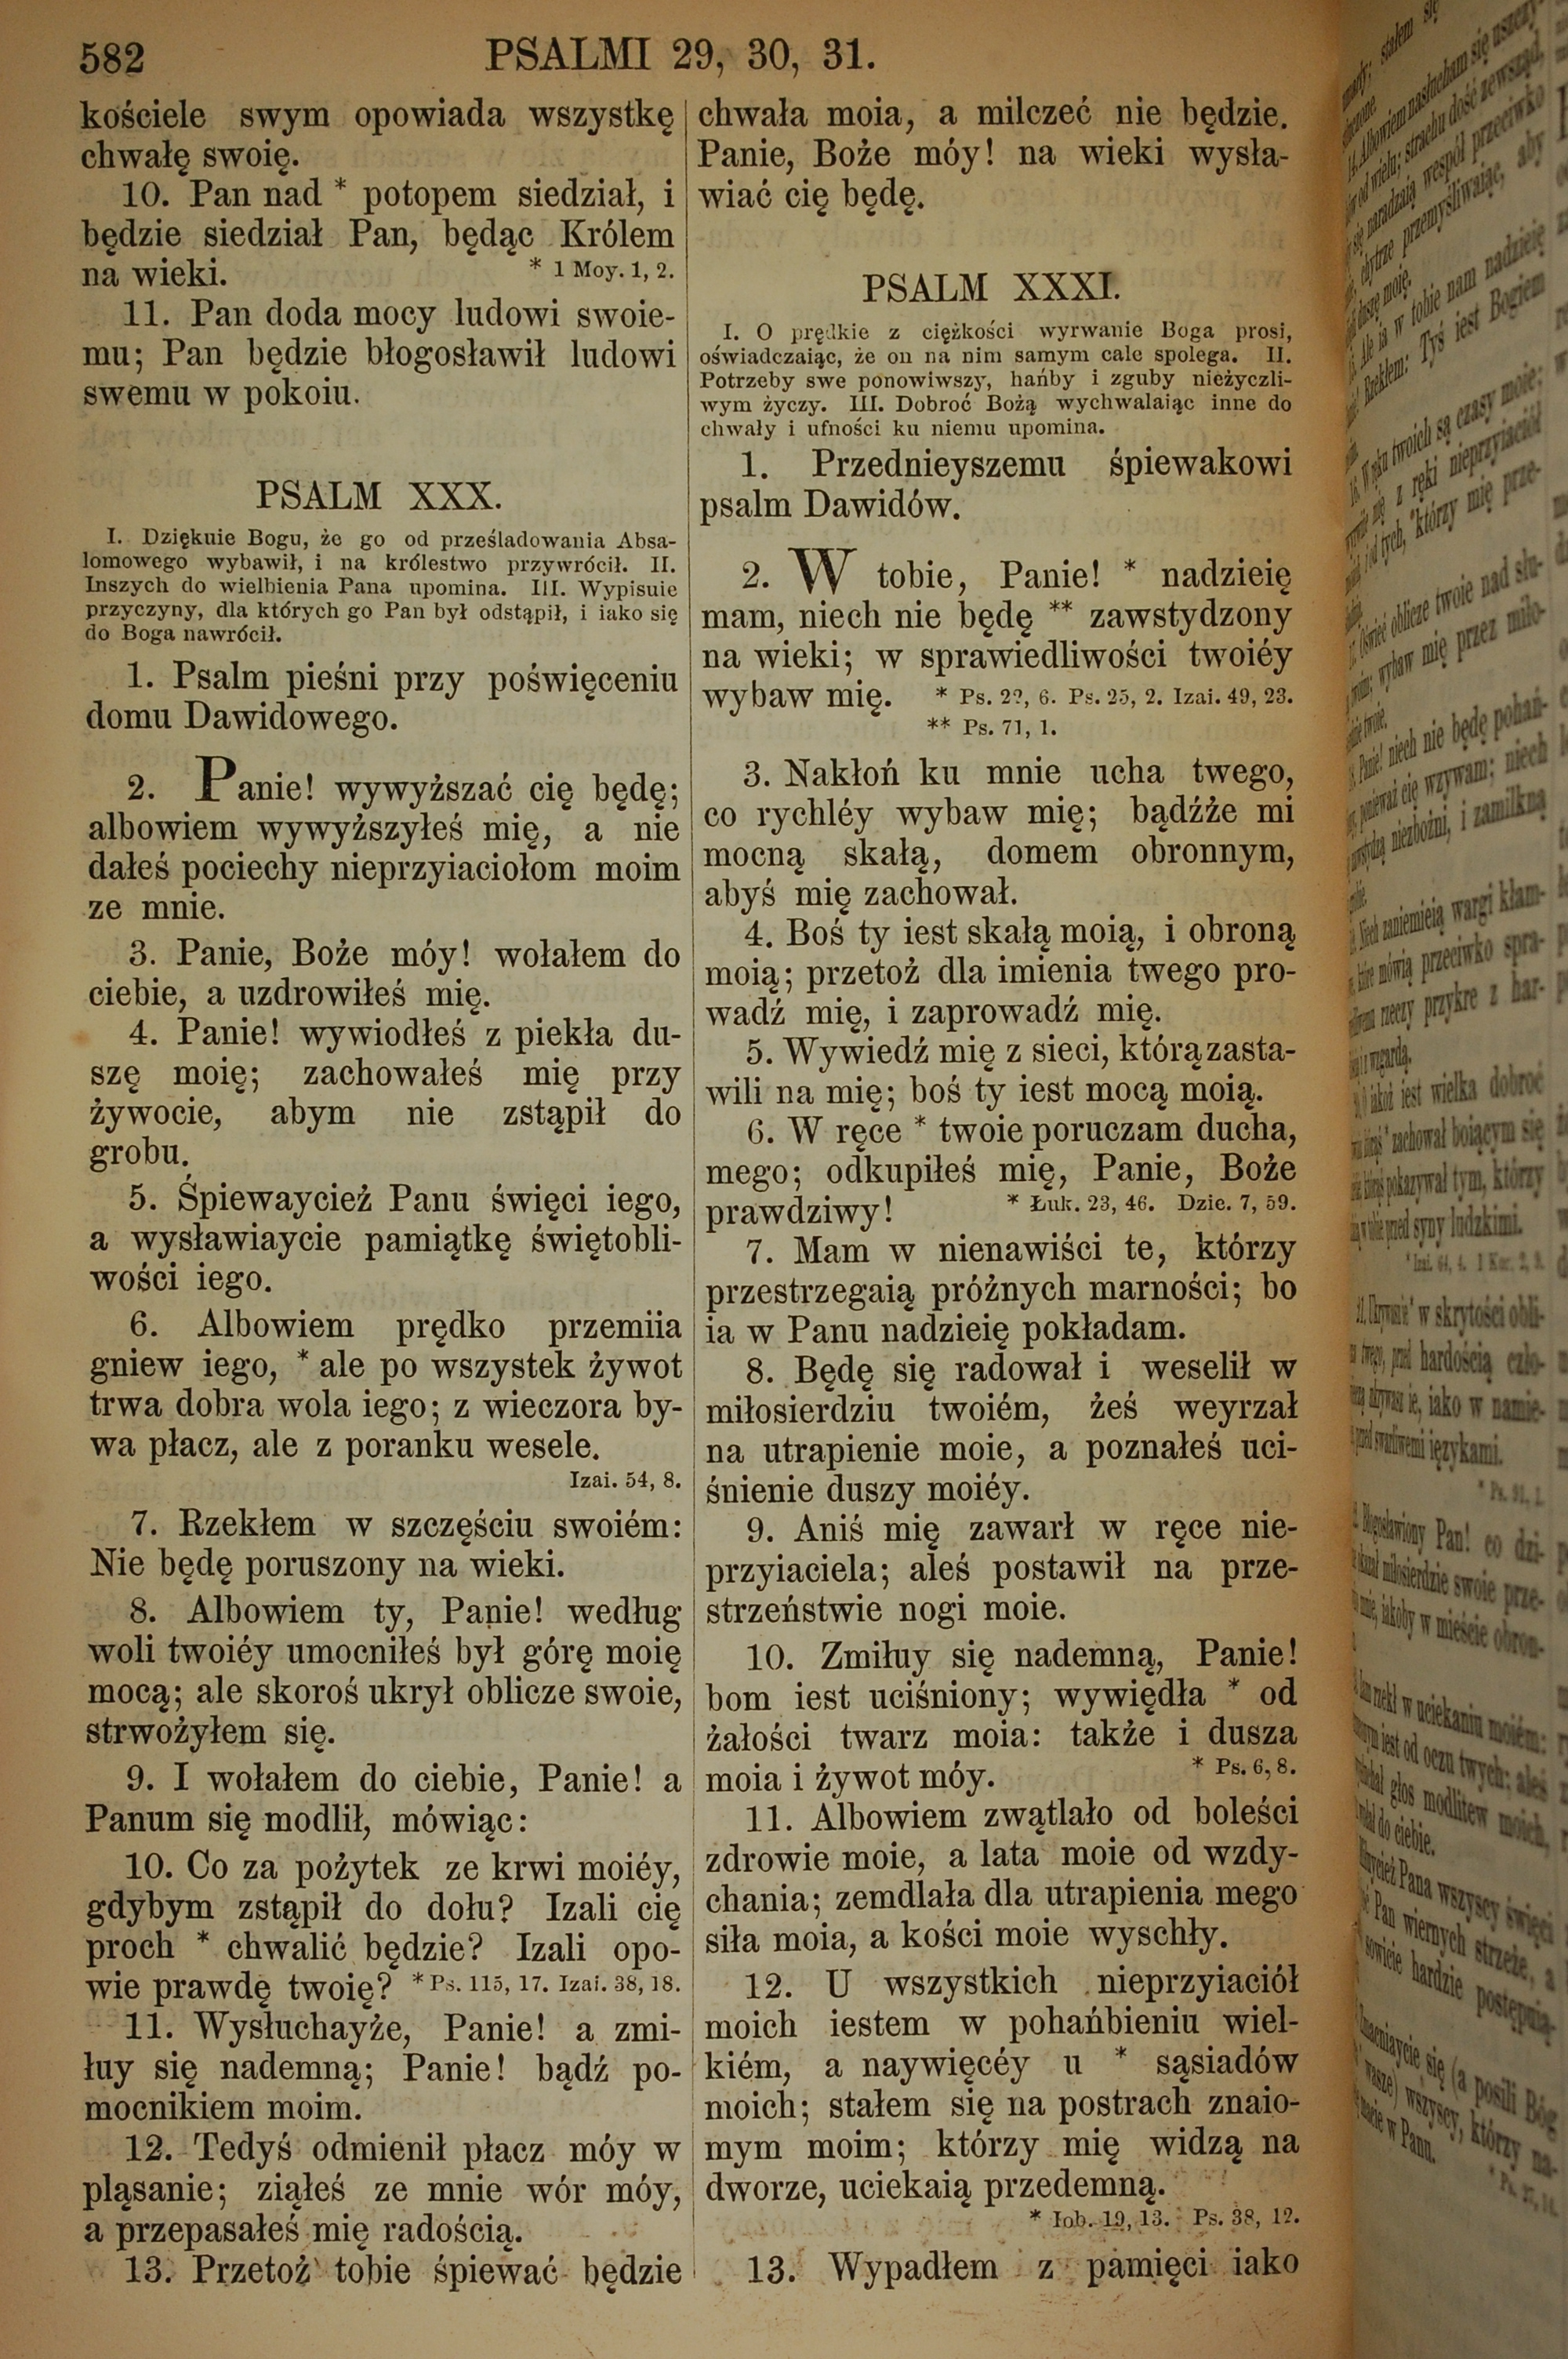 582
PSALMI 29, 30, 31.
kościele swym opowiada wszystkę
chwałę swoię.
10. Pan nad * potopem siedział, i
będzie siedział Pan, będąc Królem
na wieki. * 1 Moy. 1, 2.
11. Pan doda mocy ludowi swoie-
mu; Pan będzie błogosławił ludowi
swemu w pokoiu.
PSALM XXX.
I. Dziękuie Bogu, że go od prześladowania Absa-
lomowego wybawił, i na królestwo przywrócił. II.
Inszych do wielbienia Pana upomina. III. Wypisuie
przyczyny, dla których go Pan był odstąpił, i iako się
do Boga nawrócił.
1. Psalm pieśni przy poświęceniu
domu Dawidowego.
2. Panie! wywyższać cię będę;
albowiem wywyższyłeś mię, a nie
dałeś pociechy nieprzyiaciołom moim
ze mnie.
3. Panie, Boże móy! wołałem do
ciebie, a uzdrowiłeś mię.
4. Panie! wywiodłeś z piekła du-
szę moię; zachowałeś mię przy
żywocie, abym nie zstąpił do
grobu.
5. Śpiewaycież Panu święci iego,
a wysławiaycie pamiątkę świętobli-
wości iego.
6. Albowiem prędko przemiia
gniew iego, * ale po wszystek żywot
trwa dobra wola iego; z wieczora by-
wa płacz, ale z poranku wesele.
Izai. 54, 8.
7. Rzekłem w szczęściu swoiém:
Nie będę poruszony na wieki.
8. Albowiem ty, Panie! według
woli twoiéy umocniłeś był górę moię
mocą; ale skoroś ukrył oblicze swoie,
strwożyłem się.
9. I wołałem do ciebie, Panie! a
Panum się modlił, mówiąc:
10. Co za pożytek ze krwi moiéy,
gdybym zstąpił do dołu? Izali cię
proch * chwalić będzie? Izali opo-
wie prawdę twoię? * Ps. 115, 17. Izai. 38, 18.
11. Wysłuchayże, Panie! a zmi-
łuy się nademną; Panie! bądź po-
mocnikiem moim.
12. Tedyś odmienił płacz móy w
pląsanie; ziąłeś ze mnie wór móy,
a przepasałeś mię radością.
13. Przetoż tobie śpiewać będzie
chwała moia, a milczeć nie będzie.
Panie, Boże móy! na wieki wysła-
wiać cię będę.
PSALM XXXI.
I. O prędkie z ciężkości wyrwanie Boga prosi,
oświadczaiąc, że on na nim samym cale spolega. II.
Potrzeby swe ponowiwszy, hańby i zguby nieżyczli-
wym życzy. III. Dobroć Bożą wychwalaiąc inne do
chwały i ufności ku niemu upomina.
1. Przednieyszemu śpiewakowi
psalm Dawidów.
2. W tobie, Panie! * nadzieię
mam, niech nie będę ** zawstydzony
na wieki; w sprawiedliwości twoiéy
wybaw mię. * Ps. 22, 6. Ps. 25, 2. Izai. 49, 23.
** Ps. 71, 1.
3. Nakłoń ku mnie ucha twego,
co rychléy wybaw mię; bądźże mi
mocną skałą, domem obronnym,
abyś mię zachował.
4. Boś ty iest skałą moią, i obroną
moią; przetoż dla imienia twego pro-
wadź mię, i zaprowadź mię.
5. Wywiedź mię z sieci, którą zasta-
wili na mię; boś ty iest mocą moią.
6. W ręce * twoie poruczam ducha,
mego; odkupiłeś mię, Panie, Boże
prawdziwy! * Łuk. 23, 46. Dzie. 7, 59.
7. Mam w nienawiści te, którzy
przestrzegaią próżnych marności; bo
ia w Panu nadzieię pokładam.
8. Będę się radował i weselił w
miłosierdziu twoiém, żeś weyrzał
na utrapienie moie, a poznałeś uci-
śnienie duszy moiéy.
9. Aniś mię zawarł w ręce nie-
przyiaciela; aleś postawił na prze-
strzeństwie nogi moie.
10. Zmiłuy się nademną, Panie!
bom iest uciśniony; wywiędła * od
żałości twarz moia: także i dusza
moia i żywot móy. * Ps. 6, 8.
11. Albowiem zwątlało od boleści
zdrowie moie, a lata moie od wzdy-
chania; zemdlała dla utrapienia mego
siła moia, a kości moie wyschły.
12. U wszystkich nieprzyiaciół
moich iestem w pohańbieniu wiel-
kiém, a naywięcéy u * sąsiadów
moich; stałem się na postrach znaio-
mym moim; którzy mię widzą na
dworze, uciekaią przedemną.
* Iob. 19, 13. Ps. 38, 12.
13. Wypadłem z pamięci iako